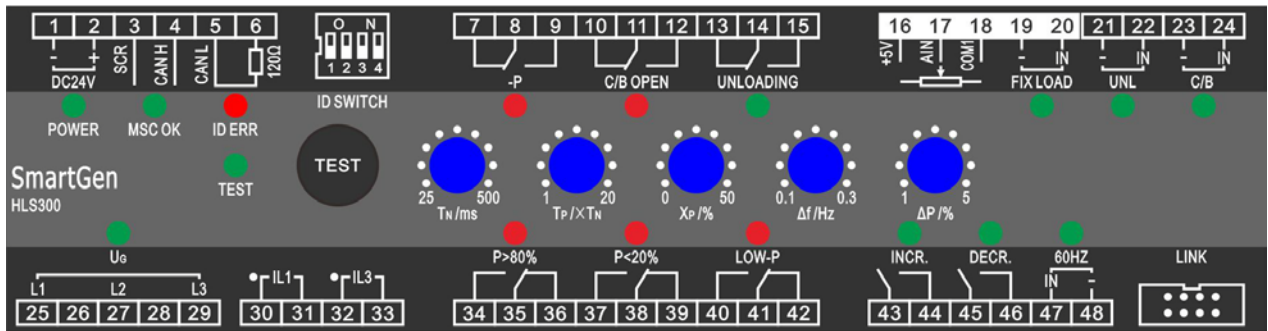 1 2 3 4 5 6 O N 7 8 9 10 11 12 13 14 15 16 17 18 19 20 21 22 23 24
- + SCR CAN H CAN L 120Ω 1 2 3 4 +5V AIN COM1 - IN - IN - IN
DC24V -P C/B OPEN UNLOADING FIX LOAD UNL C/B
ID SWITCH
POWER MSC OK ID ERR
TEST
TEST
SmartGen
HLS300
25 500 1 20 0 50 0.1 0.3 1 5
TN/ms TP/×TN XP/% Δf/Hz ΔP/%
UG P>80% P<20% LOW-P INCR. DECR. 60HZ LINK
L1 L2 L3 IL1 IL3 IN -
25 26 27 28 29 30 31 32 33 34 35 36 37 38 39 40 41 42 43 44 45 46 47 48